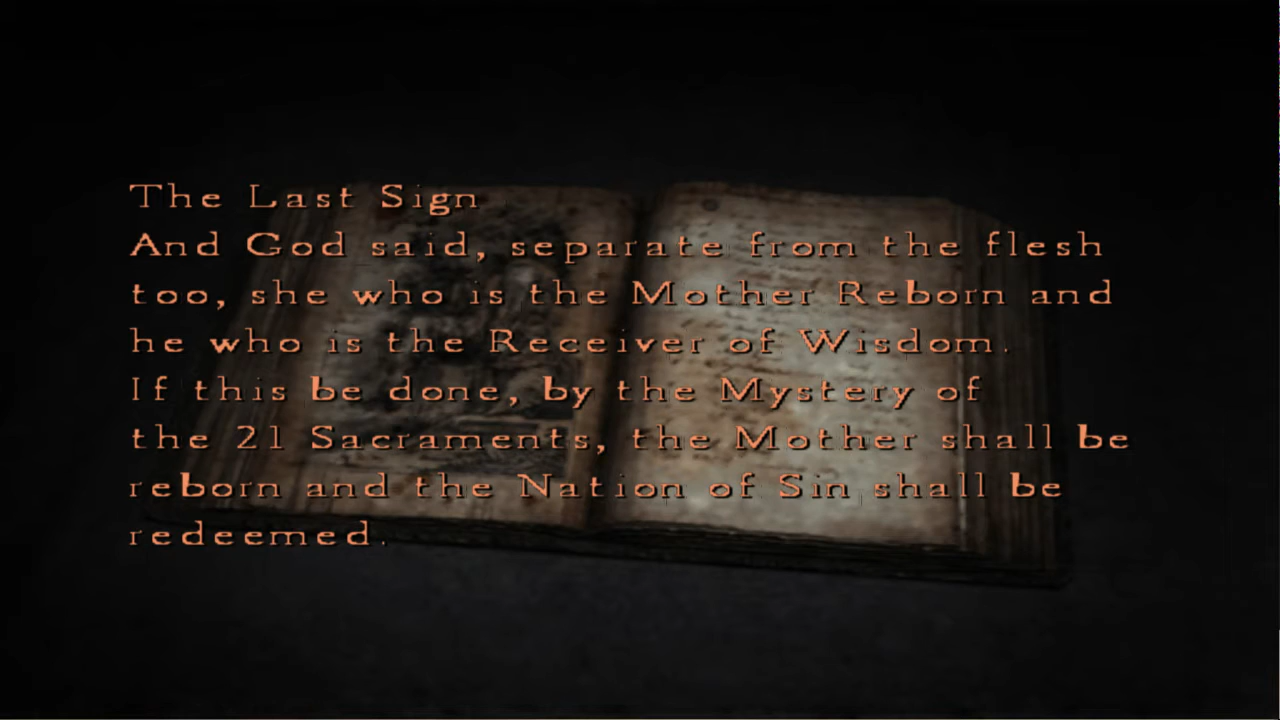 The Last Sign
And God said, separate from the flesh
too, she who is the Mother Reborn and
he who is the Receiver of Wisdom.
If this be done, by the Mystery of
the 21 Sacraments, the Mother shall be
reborn and the Nation of Sin shall be
redeemed.